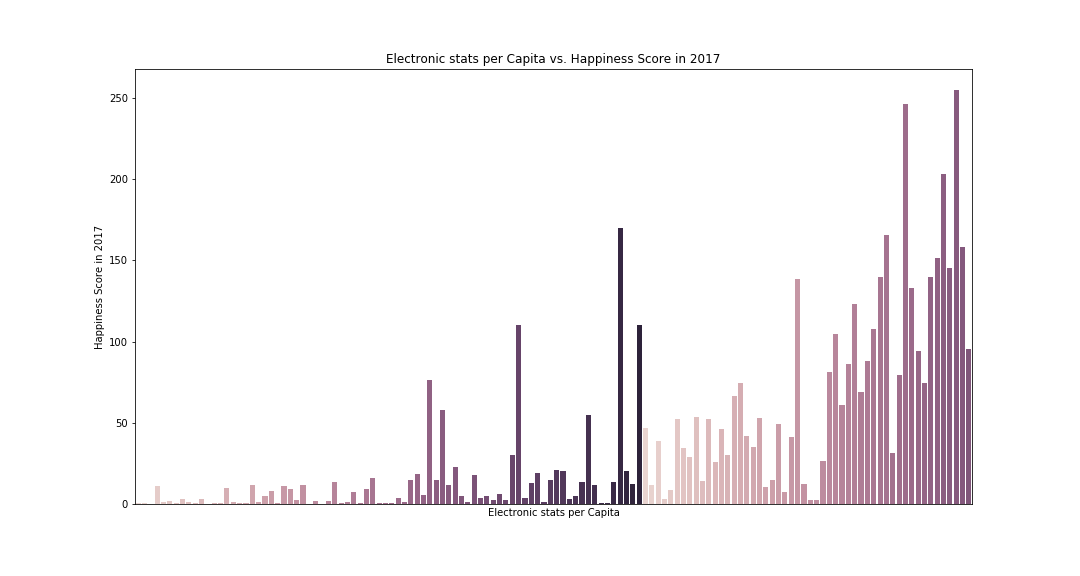 Electronic stats per Capita vs. Happiness Score in 2017
250
200
150
100
50
0
Happiness Score in 2017
Electronic stats per Capita